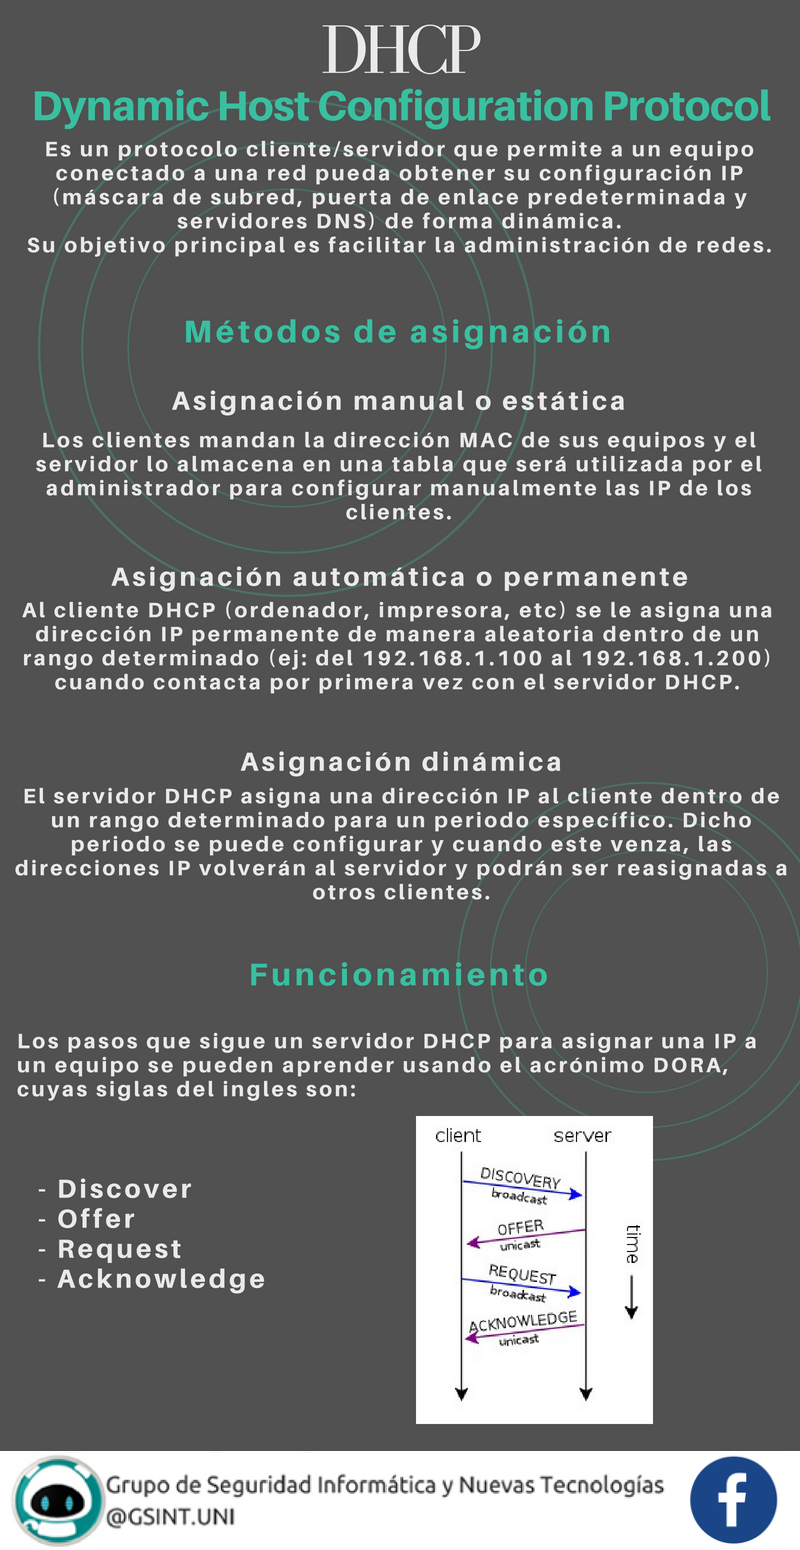 DHCP
Dynamic Host Configuration Protocol
Es un protocolo cliente/servidor que permite a un equipo
conectado a una red pueda obtener su configuración IP
(máscara de subred, puerta de enlace predeterminada y
servidores DNS) de forma dinámica.
Su objetivo principal es facilitar la administración de redes.
Métodos de asignación
Asignación manual o estática
Los clientes mandan la dirección MAC de sus equipos y el
servidor lo almacena en una tabla que será utilizada por el
administrador para configurar manualmente las IP de los
clientes.
Asignación automática o permanente
Al cliente DHCP (ordenador, impresora, etc) se le asigna una
dirección IP permanente de manera aleatoria dentro de un
rango determinado (ej: del 192.168.1.100 al 192.168.1.200)
cuando contacta por primera vez con el servidor DHCP.
Asignación dinámica
El servidor DHCP asigna una dirección IP al cliente dentro de
un rango determinado para un periodo específico. Dicho
periodo se puede configurar y cuando este venza, las
direcciones IP volverán al servidor y podrán ser reasignadas a
otros clientes.
Funcionamiento
Los pasos que sigue un servidor DHCP para asignar una IP a
un equipo se pueden aprender usando el acrónimo DORA,
cuyas siglas del ingles son:
- Discover
- Offer
- Request
- Acknowledge
client server
DISCOVERY
broadcast
OFFER
unicast
REQUEST
broadcast
ACKNOWLEDGE
unicast
time
Grupo de Seguridad Informática y Nuevas Tecnologías
@GSINT.UNI
f